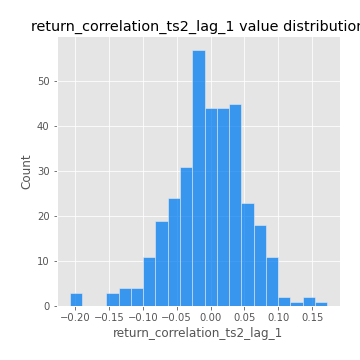 return_correlation_ts2_lag_1 value distribution
50
40
30
20
10
0
Count
−0.20 −0.15 −0.10 −0.05 0.00 0.05 0.10 0.15
return_correlation_ts2_lag_1